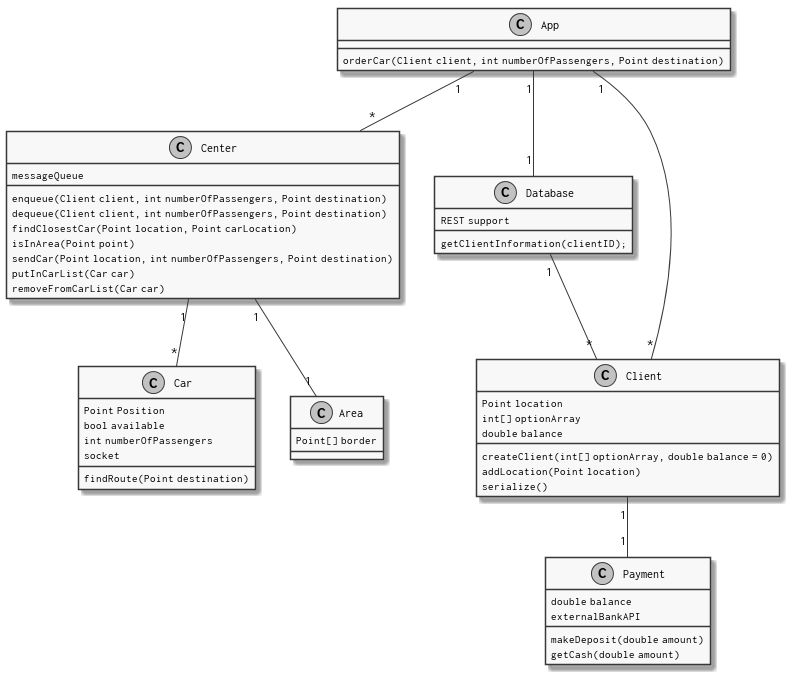 C App
orderCar(Client client, int numberOfPassengers, Point destination)
1 1 1
*
C Center
messageQueue
enqueue(Client client, int numberOfPassengers, Point destination)
dequeue(Client client, int numberOfPassengers, Point destination)
findClosestCar(Point location, Point carLocation)
isInArea(Point point)
sendCar(Point location, int numberOfPassengers, Point destination)
putInCarList(Car car)
removeFromCarList(Car car)
1
C Database
REST support
getClientInformation(clientID);
1
1 1
* *
*
1
C Car
Point Position
bool available
int numberOfPassengers
socket
findRoute(Point destination)
C Area
Point[] border
C Client
Point location
int[] optionArray
double balance
createClient(int[] optionArray, double balance = 0)
addLocation(Point location)
serialize()
1
1
C Payment
double balance
externalBankAPI
makeDeposit(double amount)
getCash(double amount)